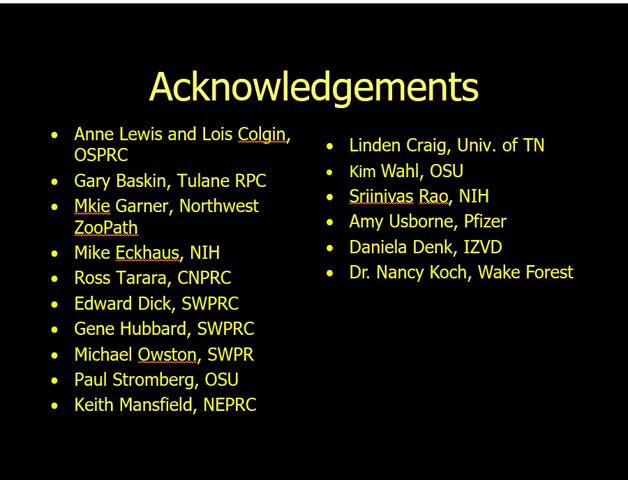 Acknowledgements
• Anne Lewis and Lois Colgin,
OSPRC
• Gary Baskin, Tulane RPC
• Mkie Garner, Northwest
ZooPath
• Mike Eckhaus, NIH
• Ross Tarara, CNPRC
• Edward Dick, SWPRC
• Gene Hubbard, SWPRC
• Michael Owston, SWPR
• Paul Stromberg, OSU
• Keith Mansfield, NEPRC
• Linden Craig, Univ. of TN
• Kim Wahl, OSU
• Sriinivas Rao, NIH
• Amy Usborne, Pfizer
• Daniela Denk, IZVD
• Dr. Nancy Koch, Wake Forest